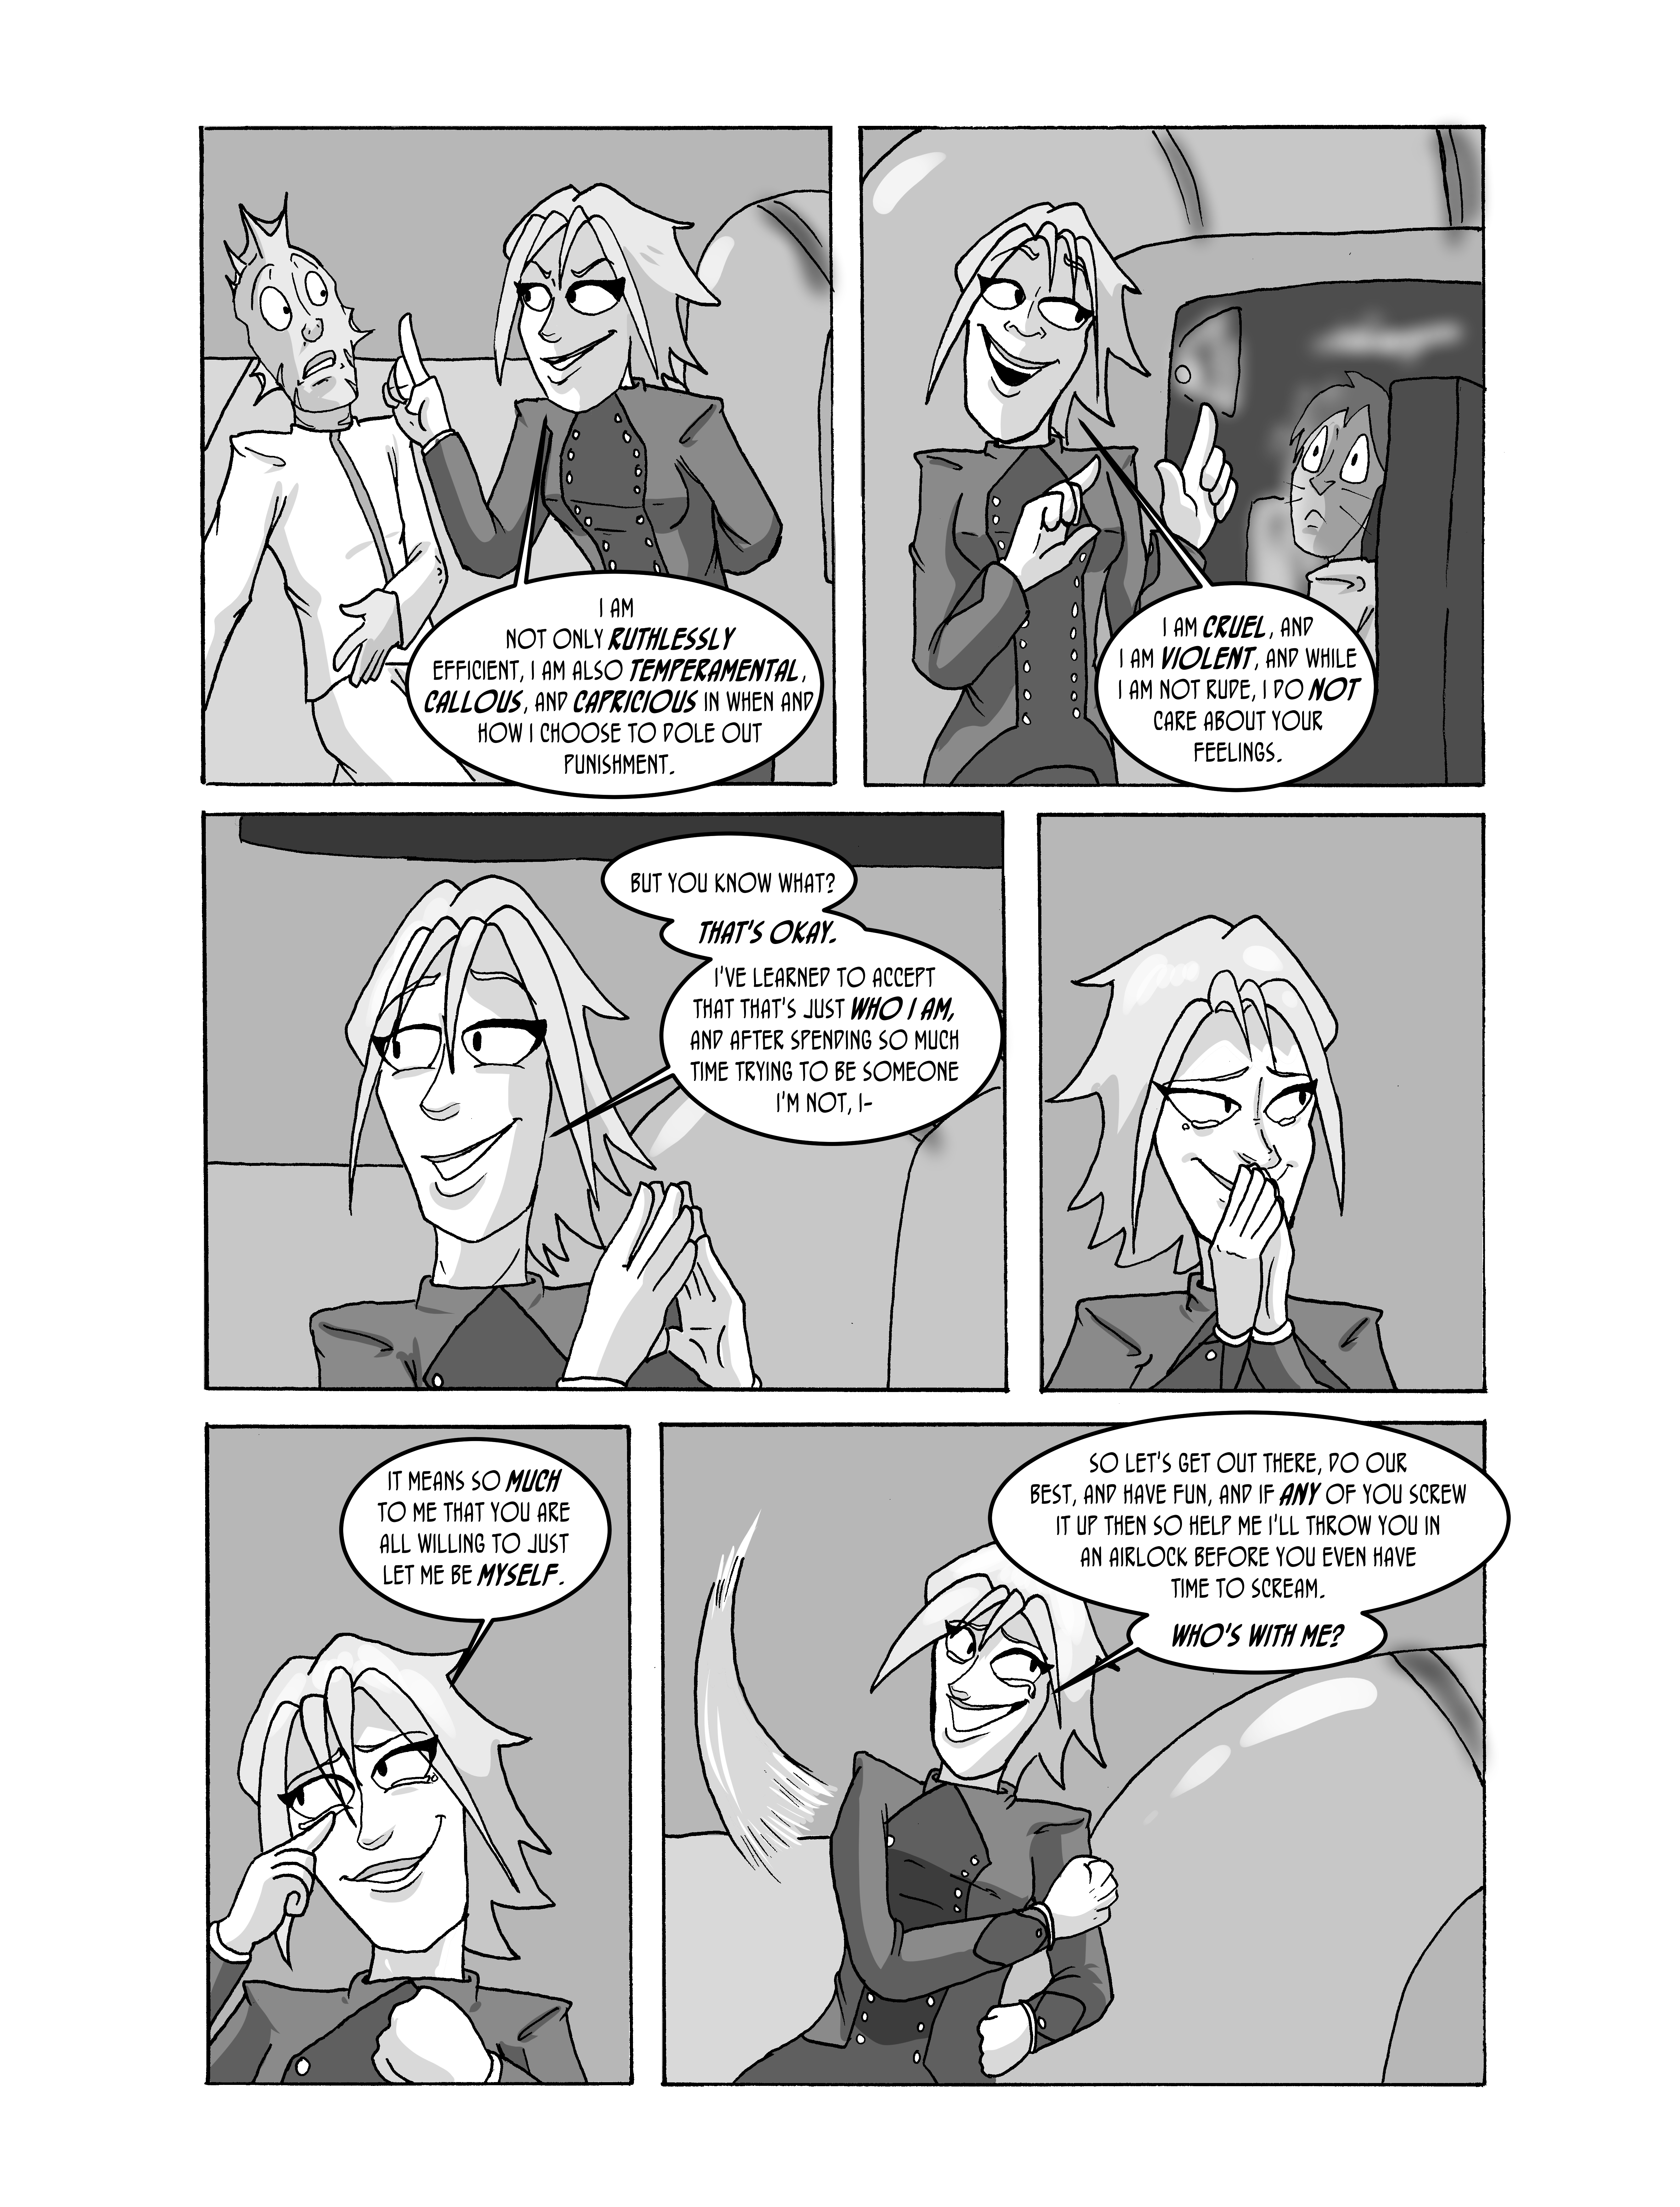 I AM
NOT ONLY RUTHLESSLY
EFFICIENT, I AM ALSO TEMPERAMENTAL,
CALLOUS, AND CAPRICIOUS IN WHEN AND
HOW I CHOOSE TO DOLE OUT
PUNISHMENT.
I AM CRUEL, AND
I AM VIOLENT, AND WHILE
I AM NOT RUDE, I DO NOT
CARE ABOUT YOUR
FEELINGS.
BUT YOU KNOW WHAT?
THAT'S OKAY.
I'VE LEARNED TO ACCEPT
THAT THAT'S JUST WHO I AM,
AND AFTER SPENDING SO MUCH
TIME TRYING TO BE SOMEONE
I'M NOT, I-
IT MEANS SO MUCH
TO ME THAT YOU ARE
ALL WILLING TO JUST
LET ME BE MYSELF.
SO LET'S GET OUT THERE, DO OUR
BEST, AND HAVE FUN, AND IF ANY OF YOU SCREW
IT UP THEN SO HELP ME I'LL THROW YOU IN
AN AIRLOCK BEFORE YOU EVEN HAVE
TIME TO SCREAM.
WHO'S WITH ME?